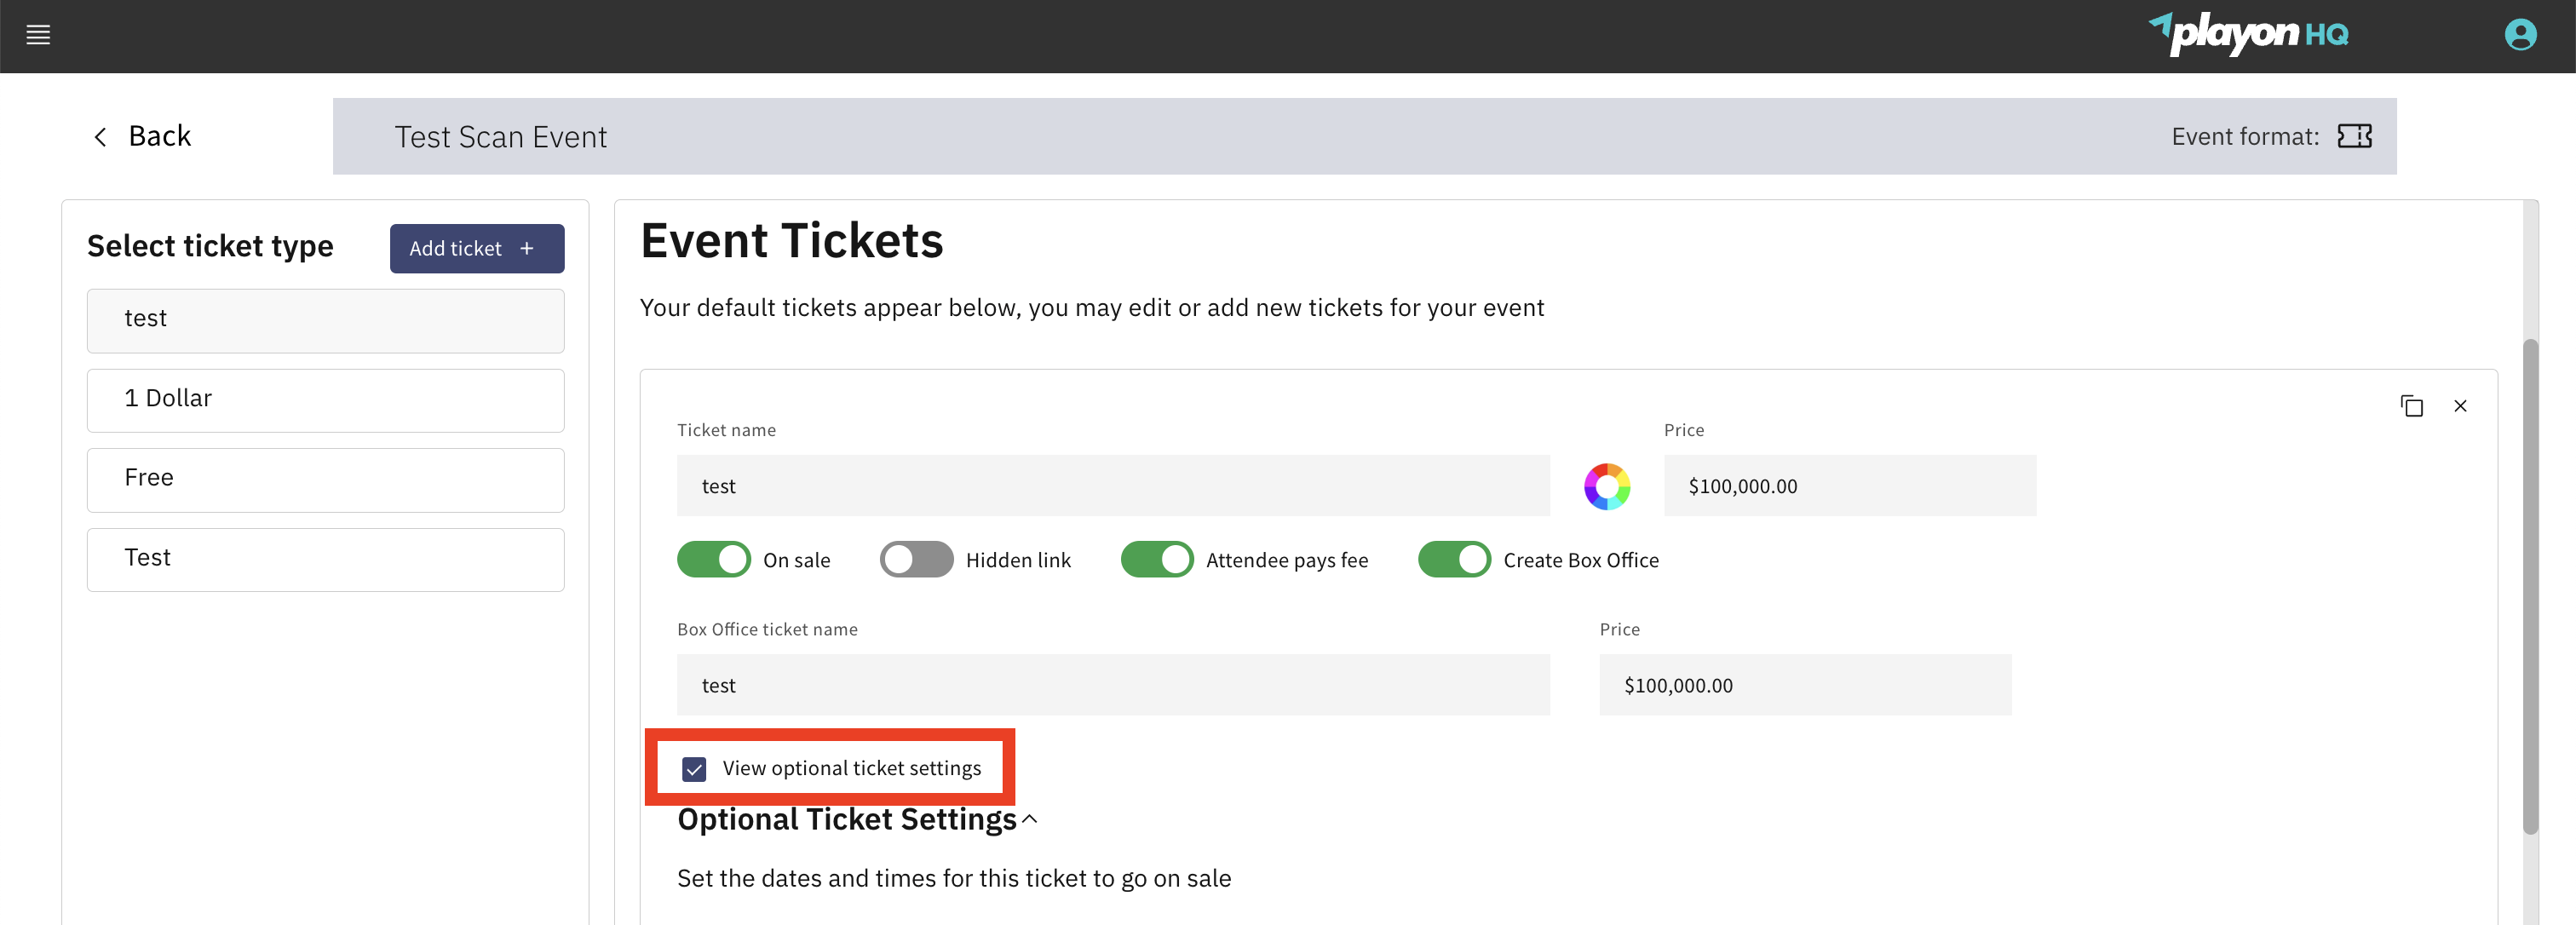 playon HQ
Back
Test Scan Event
Event format:
Select ticket type
Add ticket +
test
1 Dollar
Free
Test
Event Tickets
Your default tickets appear below, you may edit or add new tickets for your event
Ticket name
Price
test
$100,000.00
On sale
Hidden link
Attendee pays fee
Create Box Office
Box Office ticket name
Price
test
$100,000.00
View optional ticket settings
Optional Ticket Settings
Set the dates and times for this ticket to go on sale